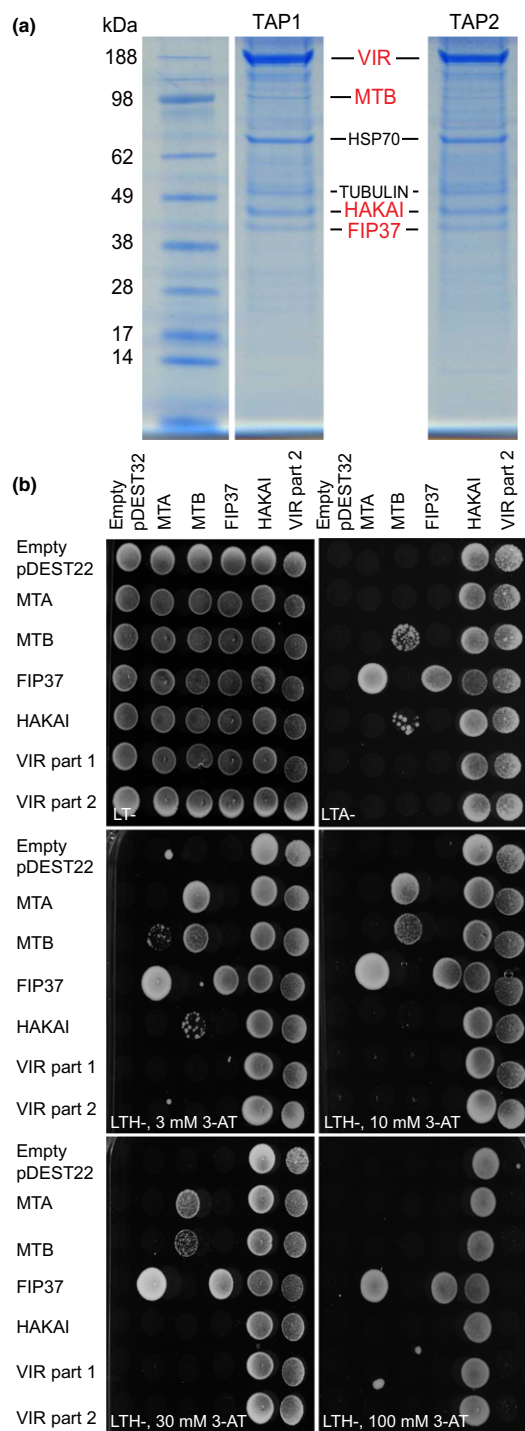 (a)
kDa
TAP1
TAP2
188
98
62
49
38
28
17
14
VIR
MTB
HSP70
TUBULIN
HAKAI
FIP37
(b)
Empty pDEST32
MTA
MTB
FIP37
HAKAI
VIR part 2
Empty pDEST32
MTA
MTB
FIP37
HAKAI
VIR part 2
Empty
pDEST22
MTA
MTB
FIP37
HAKAI
VIR part 1
VIR part 2
LT-
LTA-
Empty
pDEST22
MTA
MTB
FIP37
HAKAI
VIR part 1
VIR part 2
LTH-, 3 mM 3-AT
LTH-, 10 mM 3-AT
Empty
pDEST22
MTA
MTB
FIP37
HAKAI
VIR part 1
VIR part 2
LTH-, 30 mM 3-AT
LTH-, 100 mM 3-AT